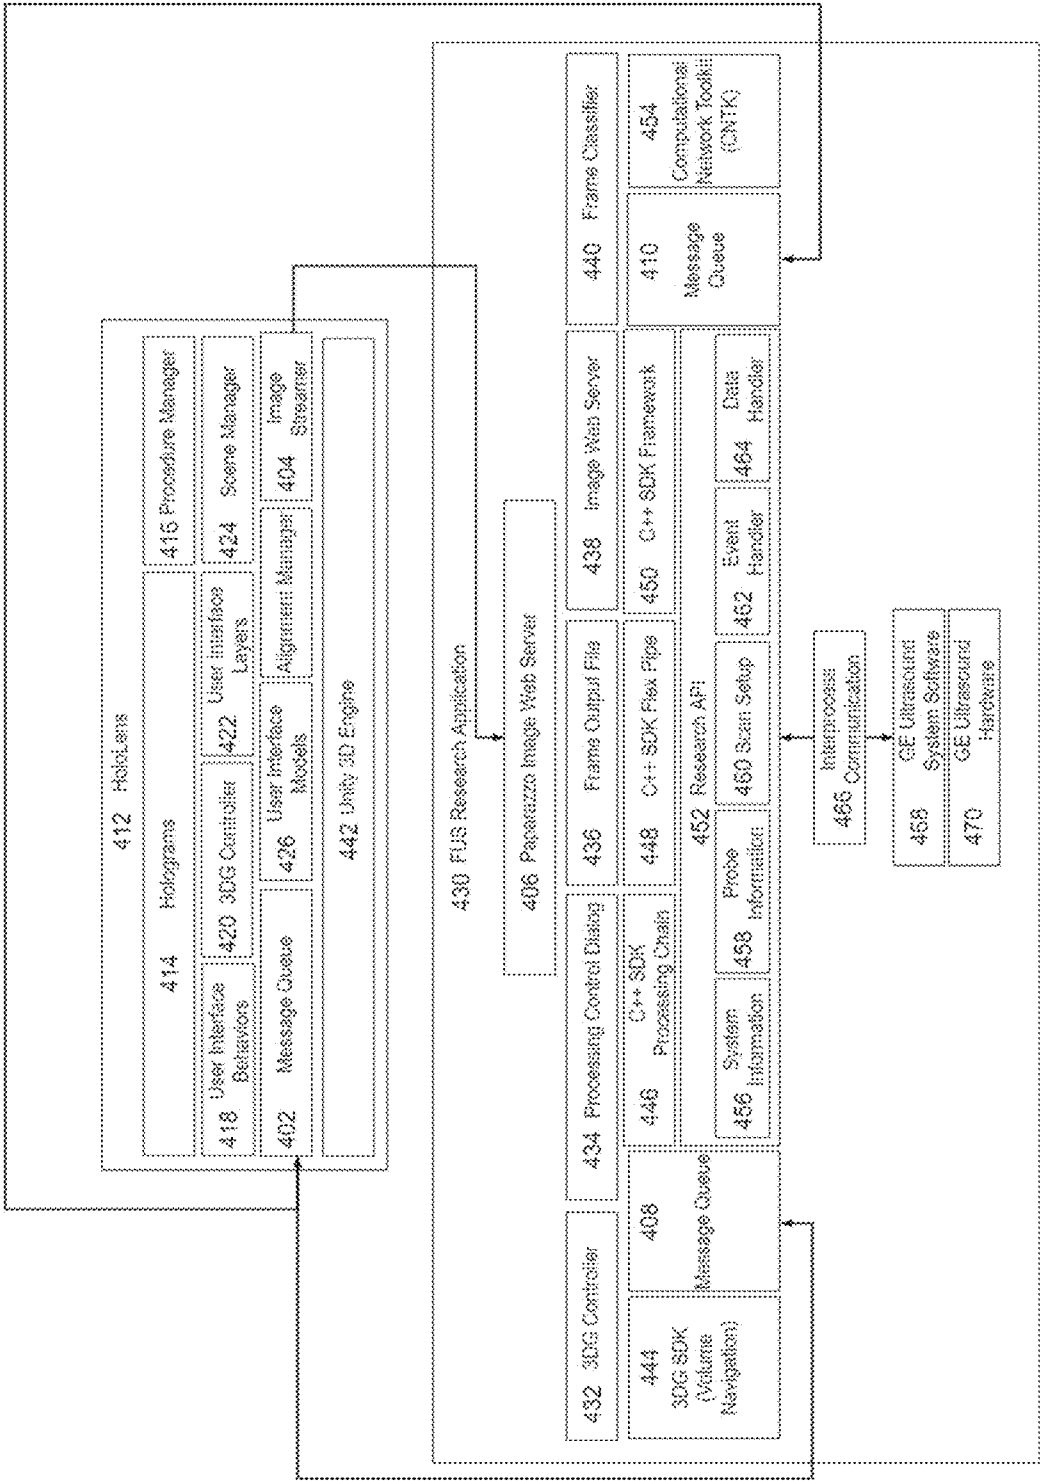 412 HoloLens
414 Holograms
416 Procedure Manager
418 User Interface
Behaviors
420 3DG Controller
422 User Interface
Layers
424 Scene Manager
402 Message Queue
426 User Interface
Models
Alignment Manager
404 Image
Streamer
442 Unity 3D Engine
430 FUS Research Application
406 Paparazzo Image Web Server
432 3DG Controller
434 Processing Control Dialog
436 Frame Output File
438 Image Web Server
440 Frame Classifier
444
3DG SDK
(Volume
Navigation)
408
Message Queue
446 C++ SDK
Processing Chain
448 C++ SDK Flex Pipe
450 C++ SDK Framework
452 Research API
456 System
Information
458 Probe
Information
460 Scan Setup
462 Event
Handler
464 Data
Handler
410
Message
Queue
454
Computational
Network Toolkit
(CNTK)
466 Interprocess
Communication
468 GE Ultrasound
System Software
470 GE Ultrasound
Hardware